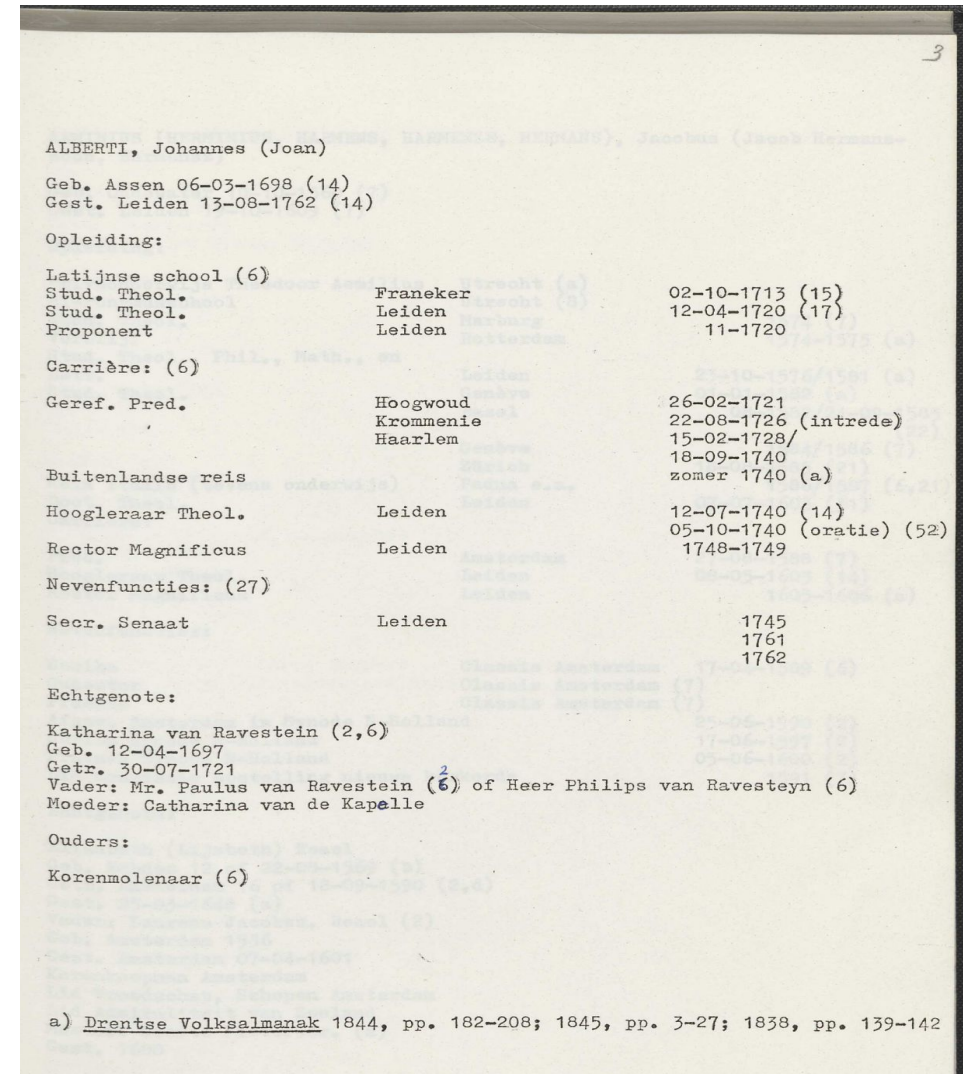 3
ALBERTI, Johannes (Joan)
Geb. Assen 06-03-1698 (14)
Gest. Leiden 13-08-1762 (14)
Opleiding:
Latijnse school (6)
Stud. Theol. Franeker 02-10-1713 (15)
Stud. Theol. Leiden 12-04-1720 (17)
Proponent Leiden 11-1720
Carrière: (6)
Geref. Pred. Hoogwoud 26-02-1721
Krommenie 22-08-1726 (intrede)
Haarlem 15-02-1728/
18-09-1740
Buitenlandse reis zomer 1740 (a)
Hoogleraar Theol. Leiden 12-07-1740 (14)
05-10-1740 (oratie) (52)
Rector Magnificus Leiden 1748-1749
Nevenfuncties: (27)
Secr. Senaat Leiden 1745
1761
1762
Echtgenote:
Katharina van Ravestein (2,6)
Geb. 12-04-1697
Getr. 30-07-1721
Vader: Mr. Paulus van Ravestein (2) of Heer Philips van Ravesteyn (6)
Moeder: Catharina van de Kapelle
Ouders:
Korenmolenaar (6)
a) Drentse Volksalmanak 1844, pp. 182-208; 1845, pp. 3-27; 1838, pp. 139-142